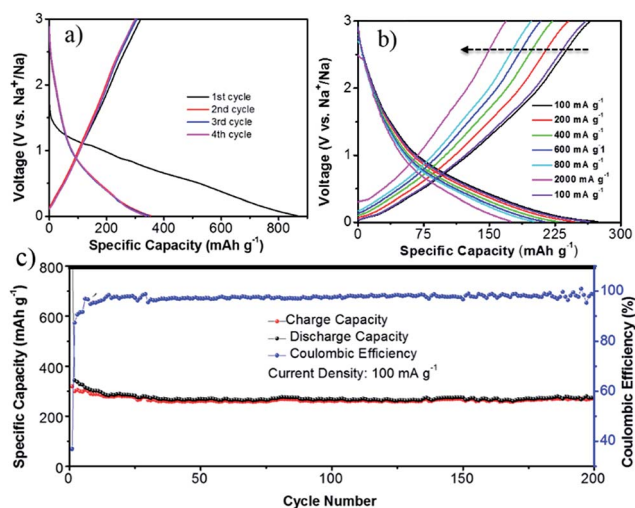 a)
3
2
1
0
Voltage (V vs. Na⁺/Na)
1st cycle
2nd cycle
3rd cycle
4th cycle
0 200 400 600 800
Specific Capacity (mAh g⁻¹)
b)
3
2
1
0
Voltage (V vs. Na⁺/Na)
100 mA g⁻¹
200 mA g⁻¹
400 mA g⁻¹
600 mA g⁻¹
800 mA g⁻¹
2000 mA g⁻¹
100 mA g⁻¹
0 75 150 225 300
Specific Capacity (mAh g⁻¹)
c)
800
600
400
200
0
Specific Capacity (mAh g⁻¹)
Charge Capacity
Discharge Capacity
Coulombic Efficiency
Current Density: 100 mA g⁻¹
100
80
60
40
30
Coulombic Efficiency (%)
0 50 100 150 200
Cycle Number